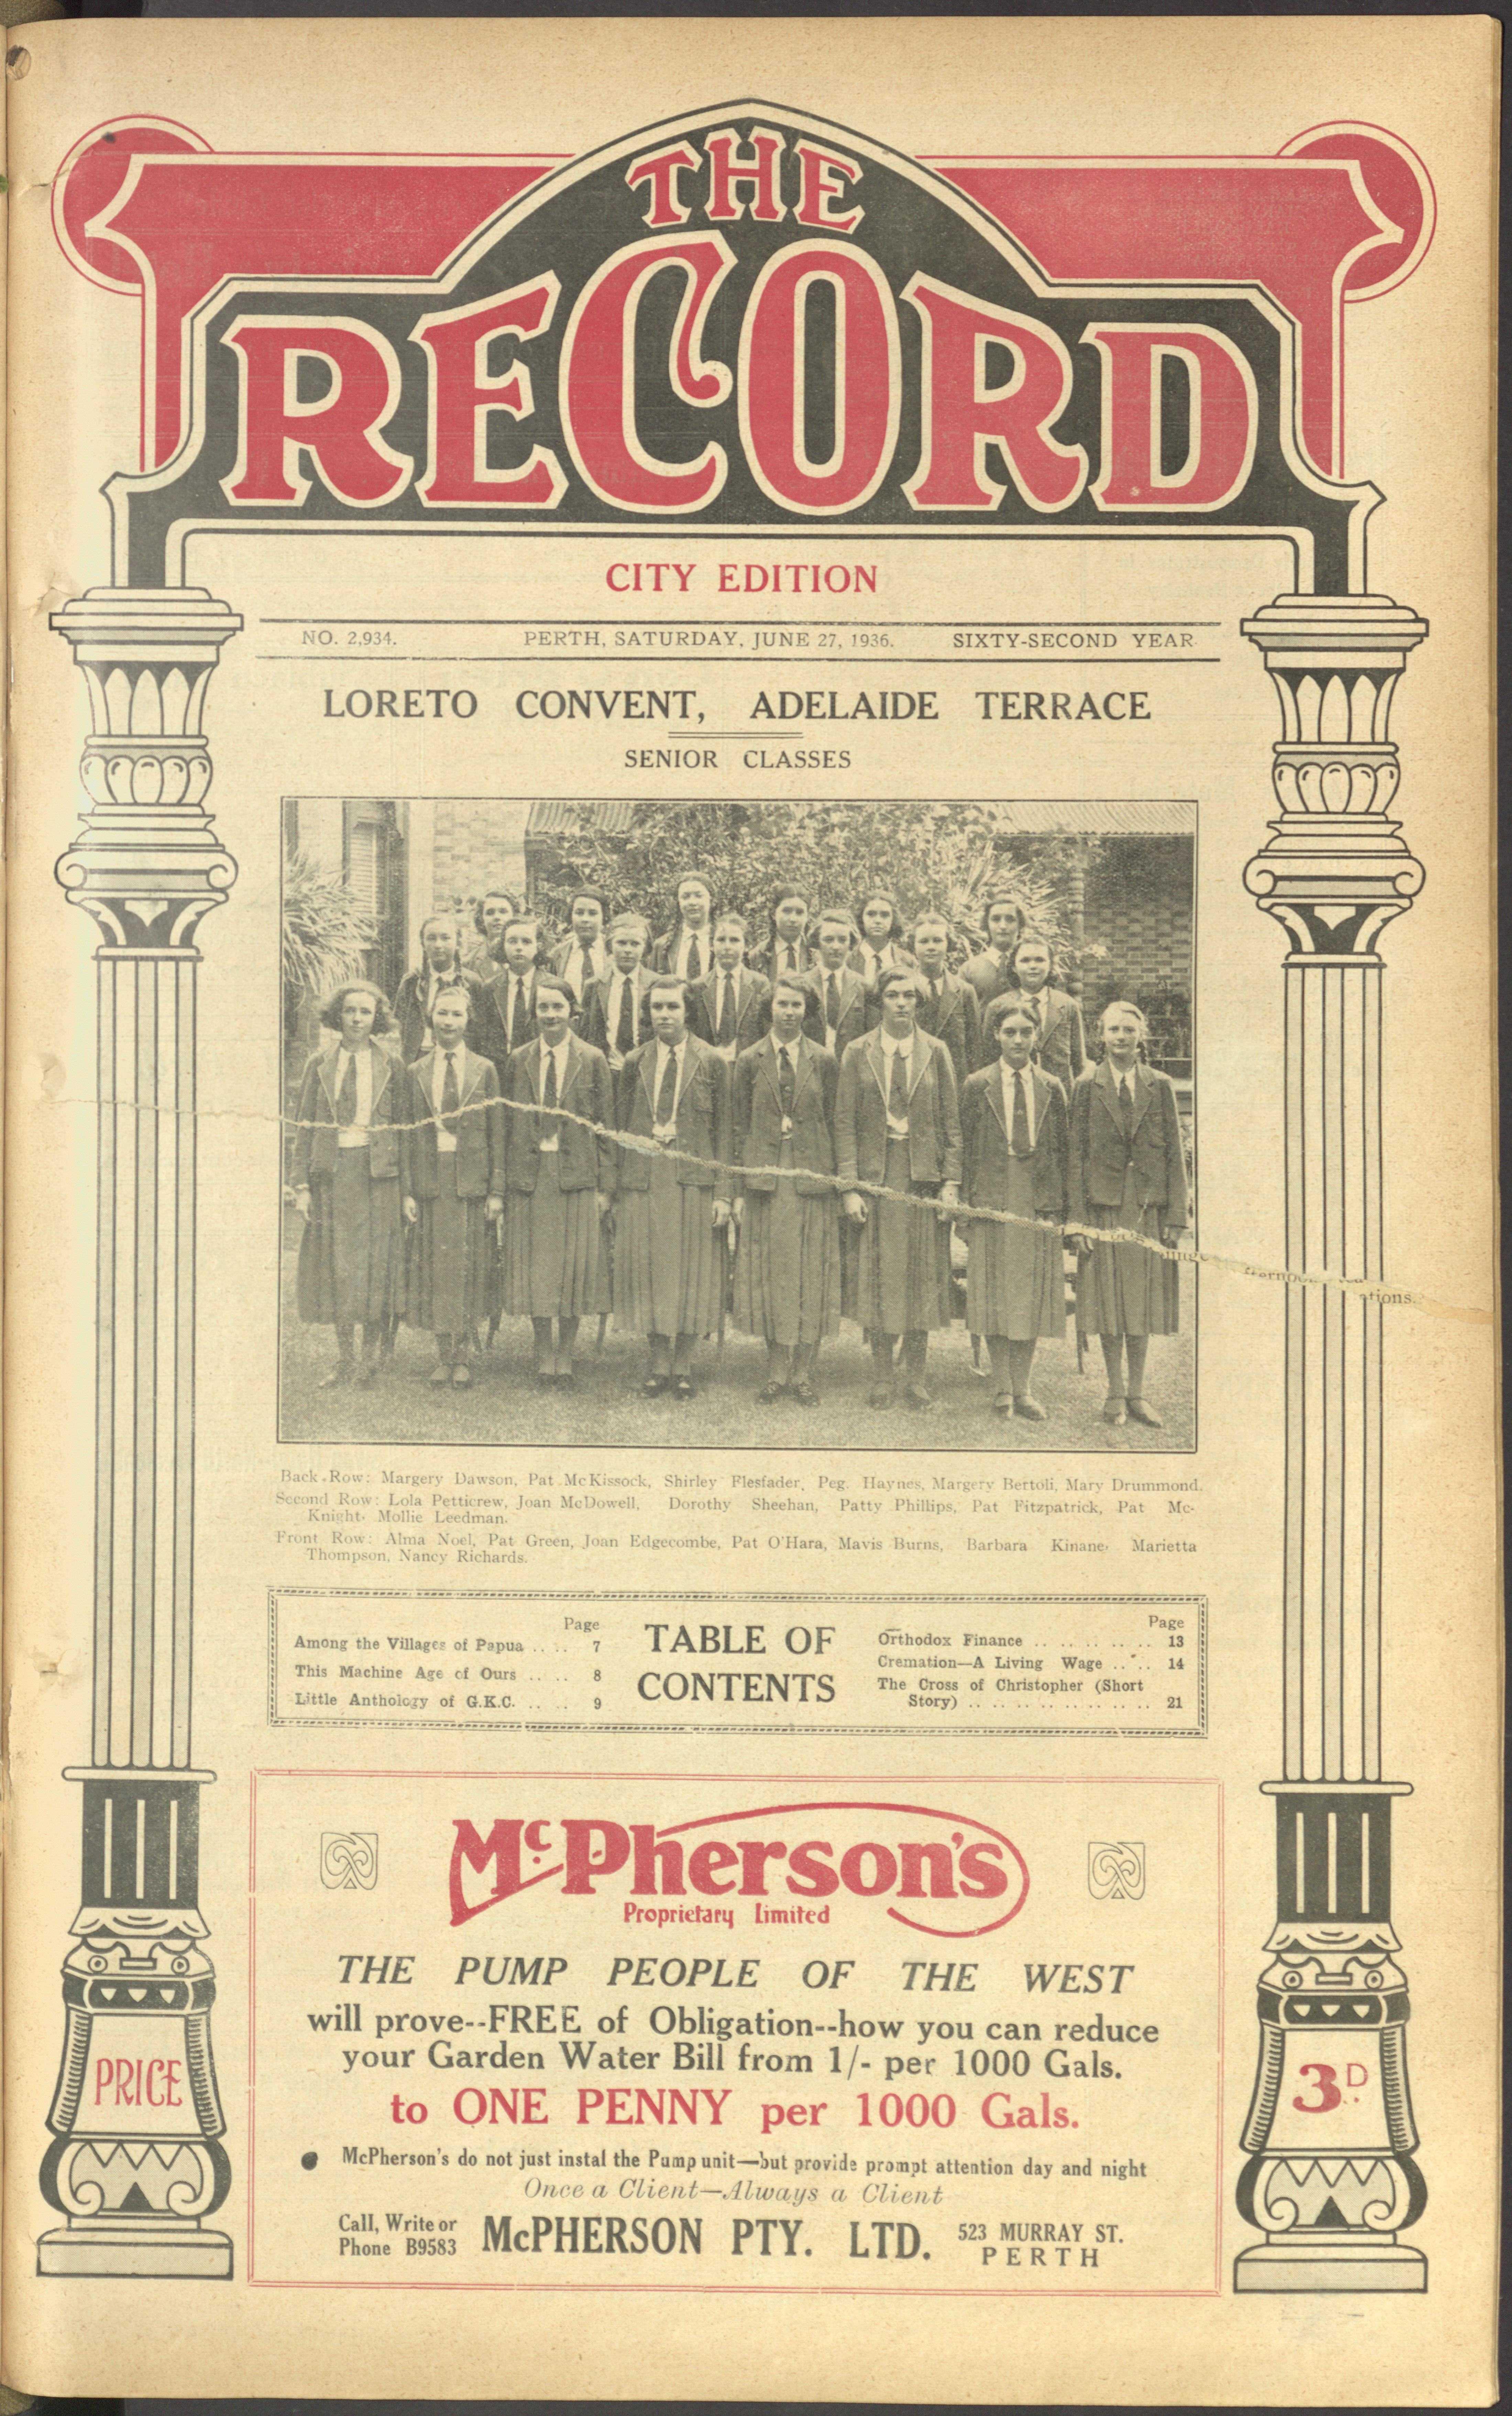 THE
RECORD
CITY EDITION
NO. 2,934. PERTH, SATURDAY, JUNE 27, 1936. SIXTY-SECOND YEAR
LORETO CONVENT, ADELAIDE TERRACE
SENIOR CLASSES
ations.
Back Row: Margery Dawson, Pat McKissock, Shirley Flesfader, Peg. Haynes, Margery Bertoli, Mary Drummond.
Second Row: Lola Petticrew, Joan McDowell, Dorothy Sheehan, Patty Phillips, Pat Fitzpatrick, Pat Mc-
Knight, Mollie Leedman.
Front Row: Alma Noel, Pat Green, Joan Edgecombe, Pat O'Hara, Mavis Burns, Barbara Kinane, Marietta
Thompson, Nancy Richards.
Page
Among the Villages of Papua .. .. 7
This Machine Age of Ours .. .. 8
Little Anthology of G.K.C. .. .. 9
TABLE OF
CONTENTS
Page
Orthodox Finance .. .. .. .. .. 13
Cremation—A Living Wage .. .. 14
The Cross of Christopher (Short
Story) .. .. .. .. .. .. .. .. 21
McPherson's
Proprietary Limited
THE PUMP PEOPLE OF THE WEST
will prove--FREE of Obligation--how you can reduce
your Garden Water Bill from 1/- per 1000 Gals.
to ONE PENNY per 1000 Gals.
McPherson's do not just instal the Pump unit—but provide prompt attention day and night
Once a Client—Always a Client
Call, Write or
Phone B9583
McPHERSON PTY. LTD.
523 MURRAY ST.
PERTH
PRICE
3D.